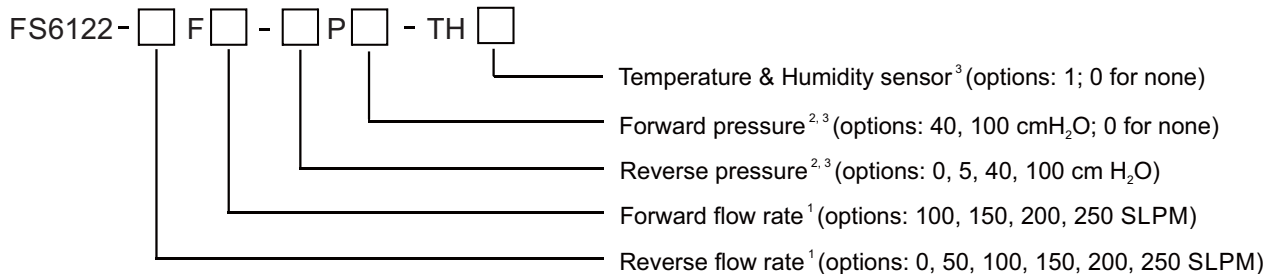 FS6122-□ F□ -□P□ - TH□
Temperature & Humidity sensor³ (options: 1; 0 for none)
Forward pressure²,³ (options: 40, 100 cmH₂O; 0 for none)
Reverse pressure²,³ (options: 0, 5, 40, 100 cm H₂O)
Forward flow rate¹ (options: 100, 150, 200, 250 SLPM)
Reverse flow rate¹ (options: 0, 50, 100, 150, 200, 250 SLPM)